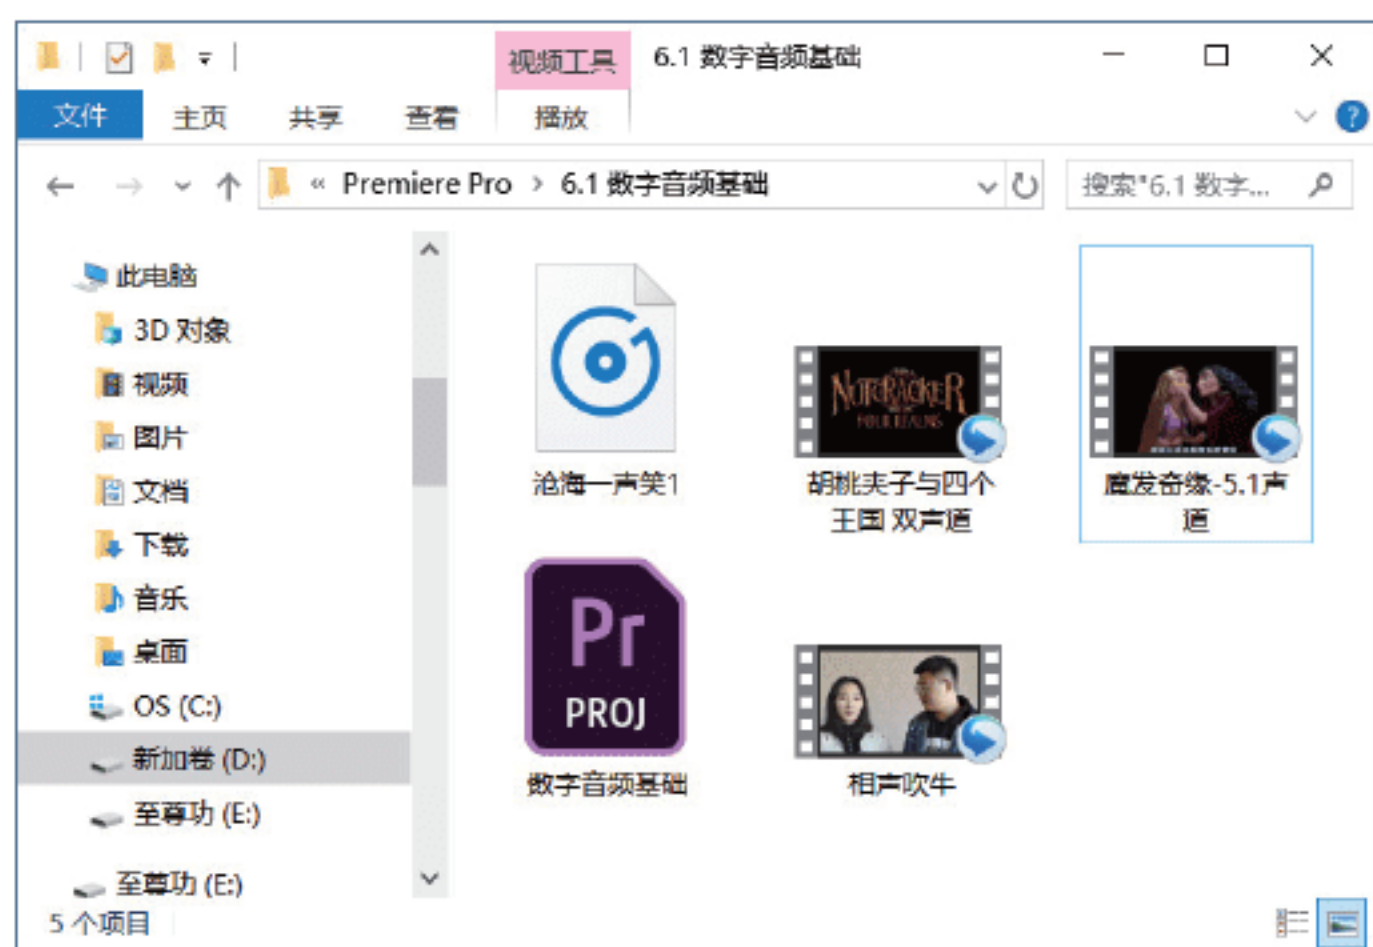 视频工具
6.1 数字音频基础
文件
主页
共享
查看
播放
« Premiere Pro > 6.1 数字音频基础
搜索"6.1 数字...
此电脑
3D 对象
视频
图片
文档
下载
音乐
桌面
OS (C:)
新加卷 (D:)
至尊功 (E:)
至尊功 (E:)
沧海一声笑1
NUTCRACKER
FOUR REALMS
胡桃夹子与四个
王国 双声道
魔发奇缘-5.1声
道
Pr
PROJ
数字音频基础
相声吹牛
5 个项目